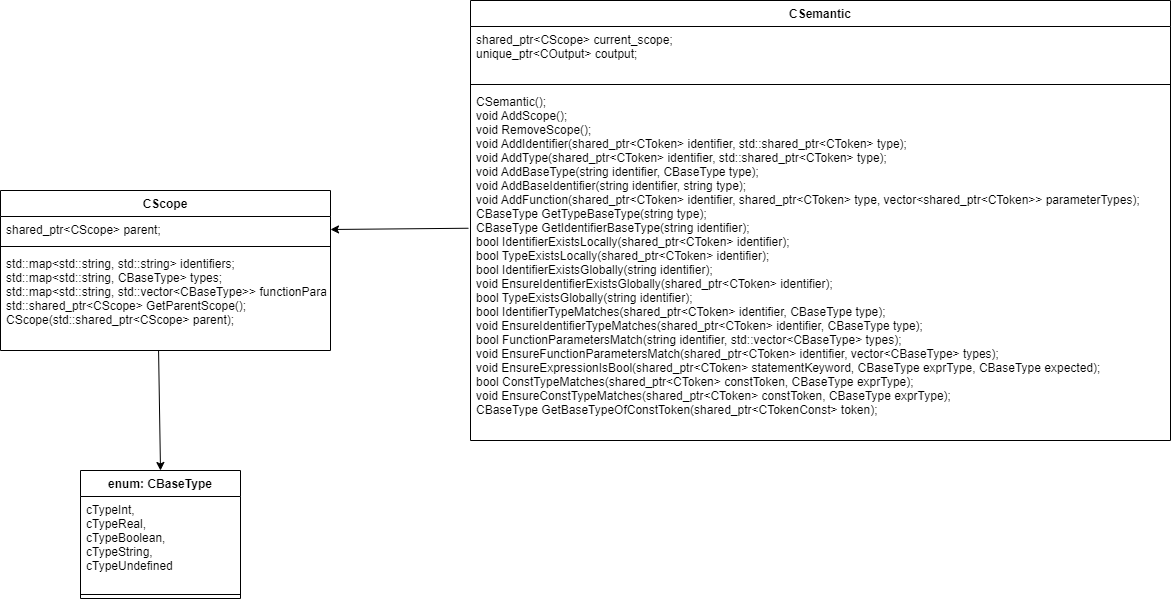 CSemantic
shared_ptr<CScope> current_scope;
unique_ptr<COutput> coutput;
CSemantic();
void AddScope();
void RemoveScope();
void AddIdentifier(shared_ptr<CToken> identifier, std::shared_ptr<CToken> type);
void AddType(shared_ptr<CToken> identifier, std::shared_ptr<CToken> type);
void AddBaseType(string identifier, CBaseType type);
void AddBaseIdentifier(string identifier, string type);
void AddFunction(shared_ptr<CToken> identifier, shared_ptr<CToken> type, vector<shared_ptr<CToken>> parameterTypes);
CBaseType GetTypeBaseType(string type);
CBaseType GetIdentifierBaseType(string identifier);
bool IdentifierExistsLocally(shared_ptr<CToken> identifier);
bool TypeExistsLocally(shared_ptr<CToken> identifier);
bool IdentifierExistsGlobally(string identifier);
void EnsureIdentifierExistsGlobally(shared_ptr<CToken> identifier);
bool TypeExistsGlobally(string identifier);
bool IdentifierTypeMatches(shared_ptr<CToken> identifier, CBaseType type);
void EnsureIdentifierTypeMatches(shared_ptr<CToken> identifier, CBaseType type);
bool FunctionParametersMatch(string identifier, std::vector<CBaseType> types);
void EnsureFunctionParametersMatch(shared_ptr<CToken> identifier, vector<CBaseType> types);
void EnsureExpressionIsBool(shared_ptr<CToken> statementKeyword, CBaseType exprType, CBaseType expected);
bool ConstTypeMatches(shared_ptr<CToken> constToken, CBaseType exprType);
void EnsureConstTypeMatches(shared_ptr<CToken> constToken, CBaseType exprType);
CBaseType GetBaseTypeOfConstToken(shared_ptr<CTokenConst> token);
CScope
shared_ptr<CScope> parent;
std::map<std::string, std::string> identifiers;
std::map<std::string, CBaseType> types;
std::map<std::string, std::vector<CBaseType>> functionPara
std::shared_ptr<CScope> GetParentScope();
CScope(std::shared_ptr<CScope> parent);
enum: CBaseType
cTypeInt,
cTypeReal,
cTypeBoolean,
cTypeString,
cTypeUndefined